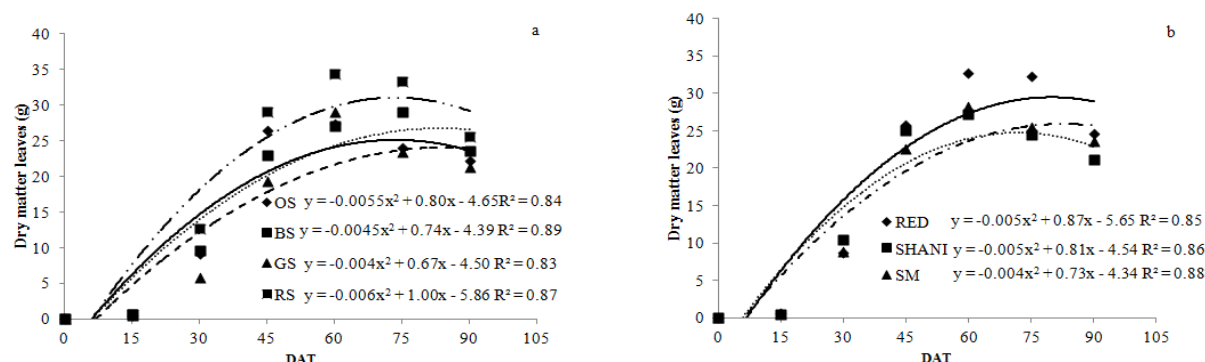 a
Dry matter leaves (g)
40
35
30
25
20
15
10
5
0
OS y = -0.0055x² + 0.80x - 4.65 R² = 0.84
BS y = -0.0045x² + 0.74x - 4.39 R² = 0.89
GS y = -0.004x² + 0.67x - 4.50 R² = 0.83
RS y = -0.006x² + 1.00x - 5.86 R² = 0.87
0 15 30 45 60 75 90 105
DAT
b
Dry matter leaves (g)
40
35
30
25
20
15
10
5
0
RED y = -0.005x² + 0.87x - 5.65 R² = 0.85
SHANI y = -0.005x² + 0.81x - 4.54 R² = 0.86
SM y = -0.004x² + 0.73x - 4.34 R² = 0.88
0 15 30 45 60 75 90 105
DAT